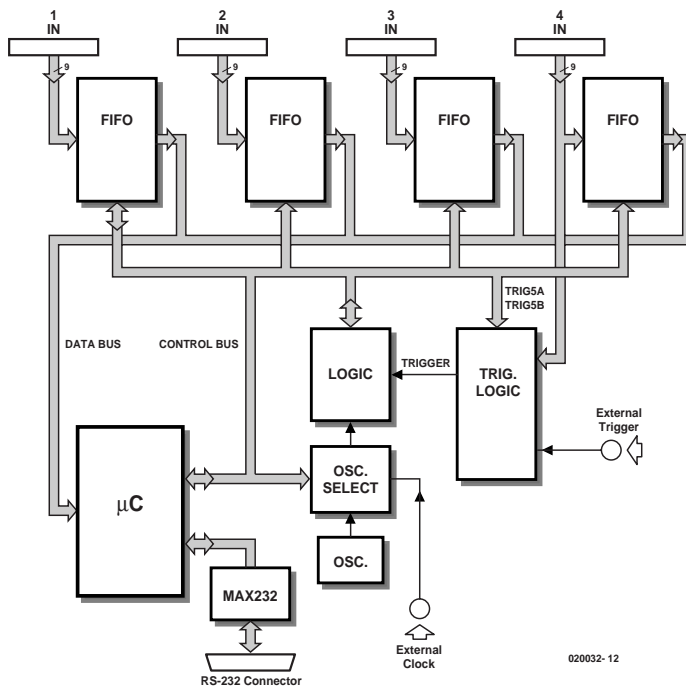 1
IN
2
IN
3
IN
4
IN
9
9
9
9
FIFO
FIFO
FIFO
FIFO
TRIG5A
TRIG5B
DATA BUS
CONTROL BUS
LOGIC
TRIGGER
TRIG.
LOGIC
External
Trigger
µC
OSC.
SELECT
OSC.
MAX232
External
Clock
RS-232 Connector
020032- 12